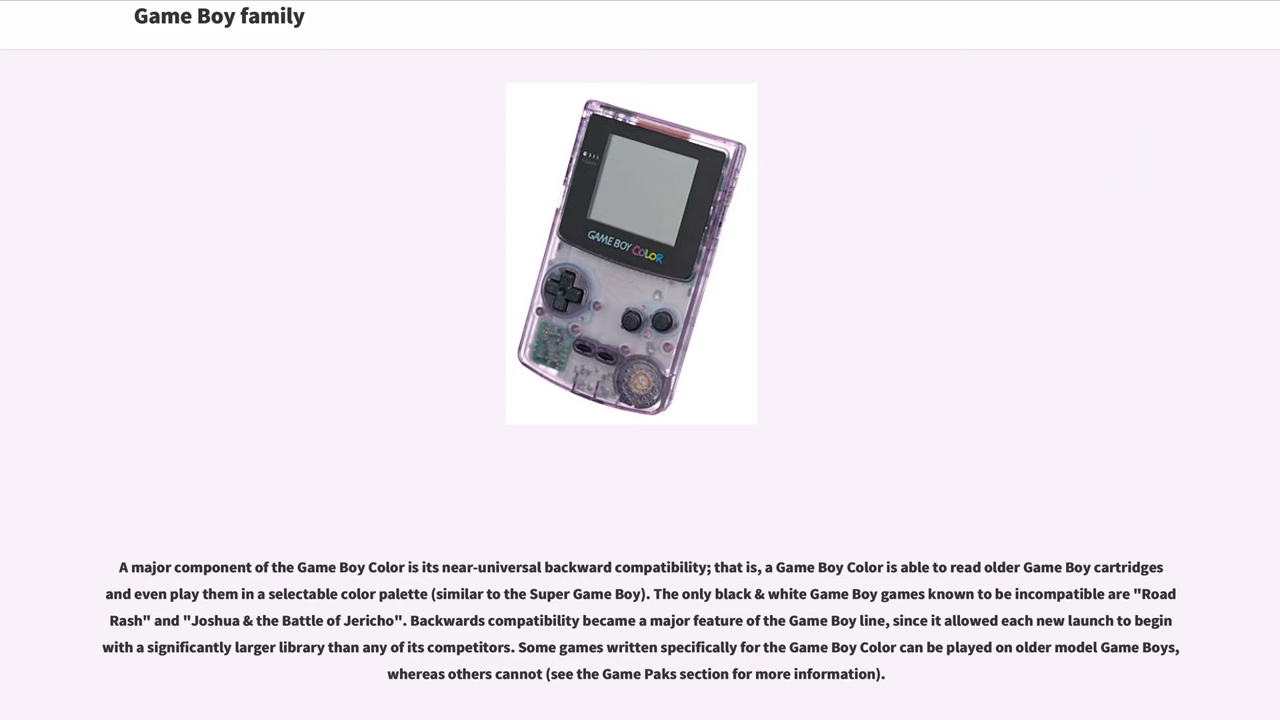 Game Boy family
GAME BOY COLOR
A major component of the Game Boy Color is its near-universal backward compatibility; that is, a Game Boy Color is able to read older Game Boy cartridges
and even play them in a selectable color palette (similar to the Super Game Boy). The only black & white Game Boy games known to be incompatible are "Road
Rash" and "Joshua & the Battle of Jericho". Backwards compatibility became a major feature of the Game Boy line, since it allowed each new launch to begin
with a significantly larger library than any of its competitors. Some games written specifically for the Game Boy Color can be played on older model Game Boys,
whereas others cannot (see the Game Paks section for more information).